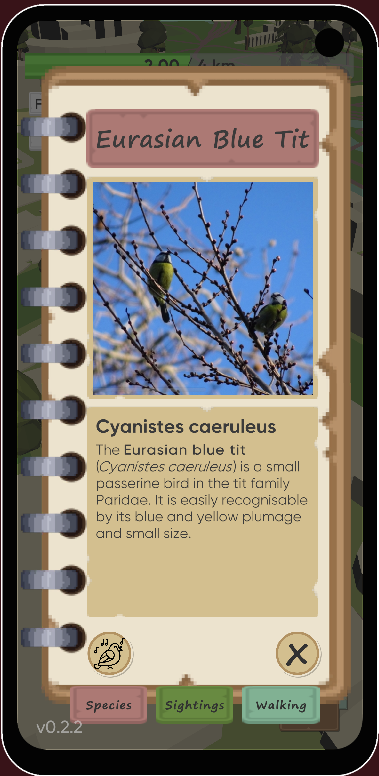 2.00 / 4 km
F
Eurasian Blue Tit
Cyanistes caeruleus
The Eurasian blue tit
(Cyanistes caeruleus) is a small
passerine bird in the tit family
Paridae. It is easily recognisable
by its blue and yellow plumage
and small size.
Species
Sightings
Walking
v0.2.2